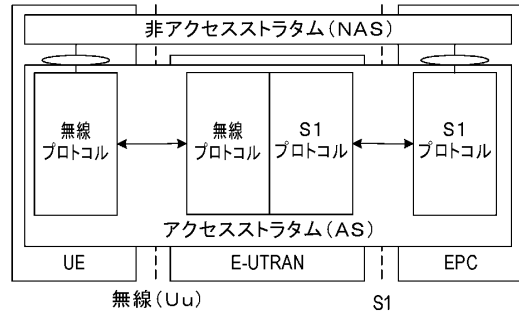 非アクセスストラタム(NAS)
無線
プロトコル
無線
プロトコル
S1
プロトコル
S1
プロトコル
アクセスストラタム(AS)
UE
E-UTRAN
EPC
無線(Uu)
S1